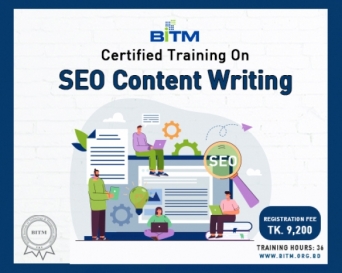 BITM
Certified Training On
SEO Content Writing
SEO
BITM
REGISTRATION FEE
TK. 9,200
TRAINING HOURS: 36
WWW.BITM.ORG.BD